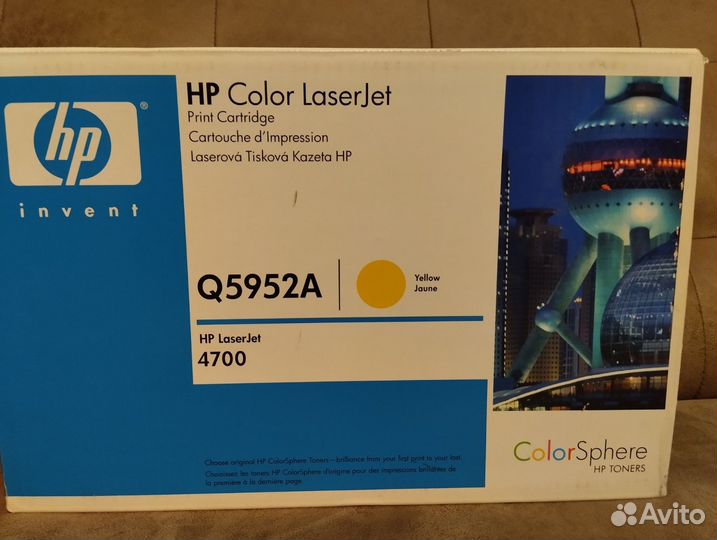 hp
®
invent
HP Color LaserJet
Print Cartridge
Cartouche d'Impression
Laserová Tisková Kazeta HP
Q5952A
Yellow
Jaune
HP LaserJet
4700
Choose original HP ColorSphere Toners—brilliance from your first print to your last.
Choisissez les toners HP ColorSphere d'origine pour des impressions brillantes de
la première à la dernière page.
ColorSphere
HP TONERS
Avito